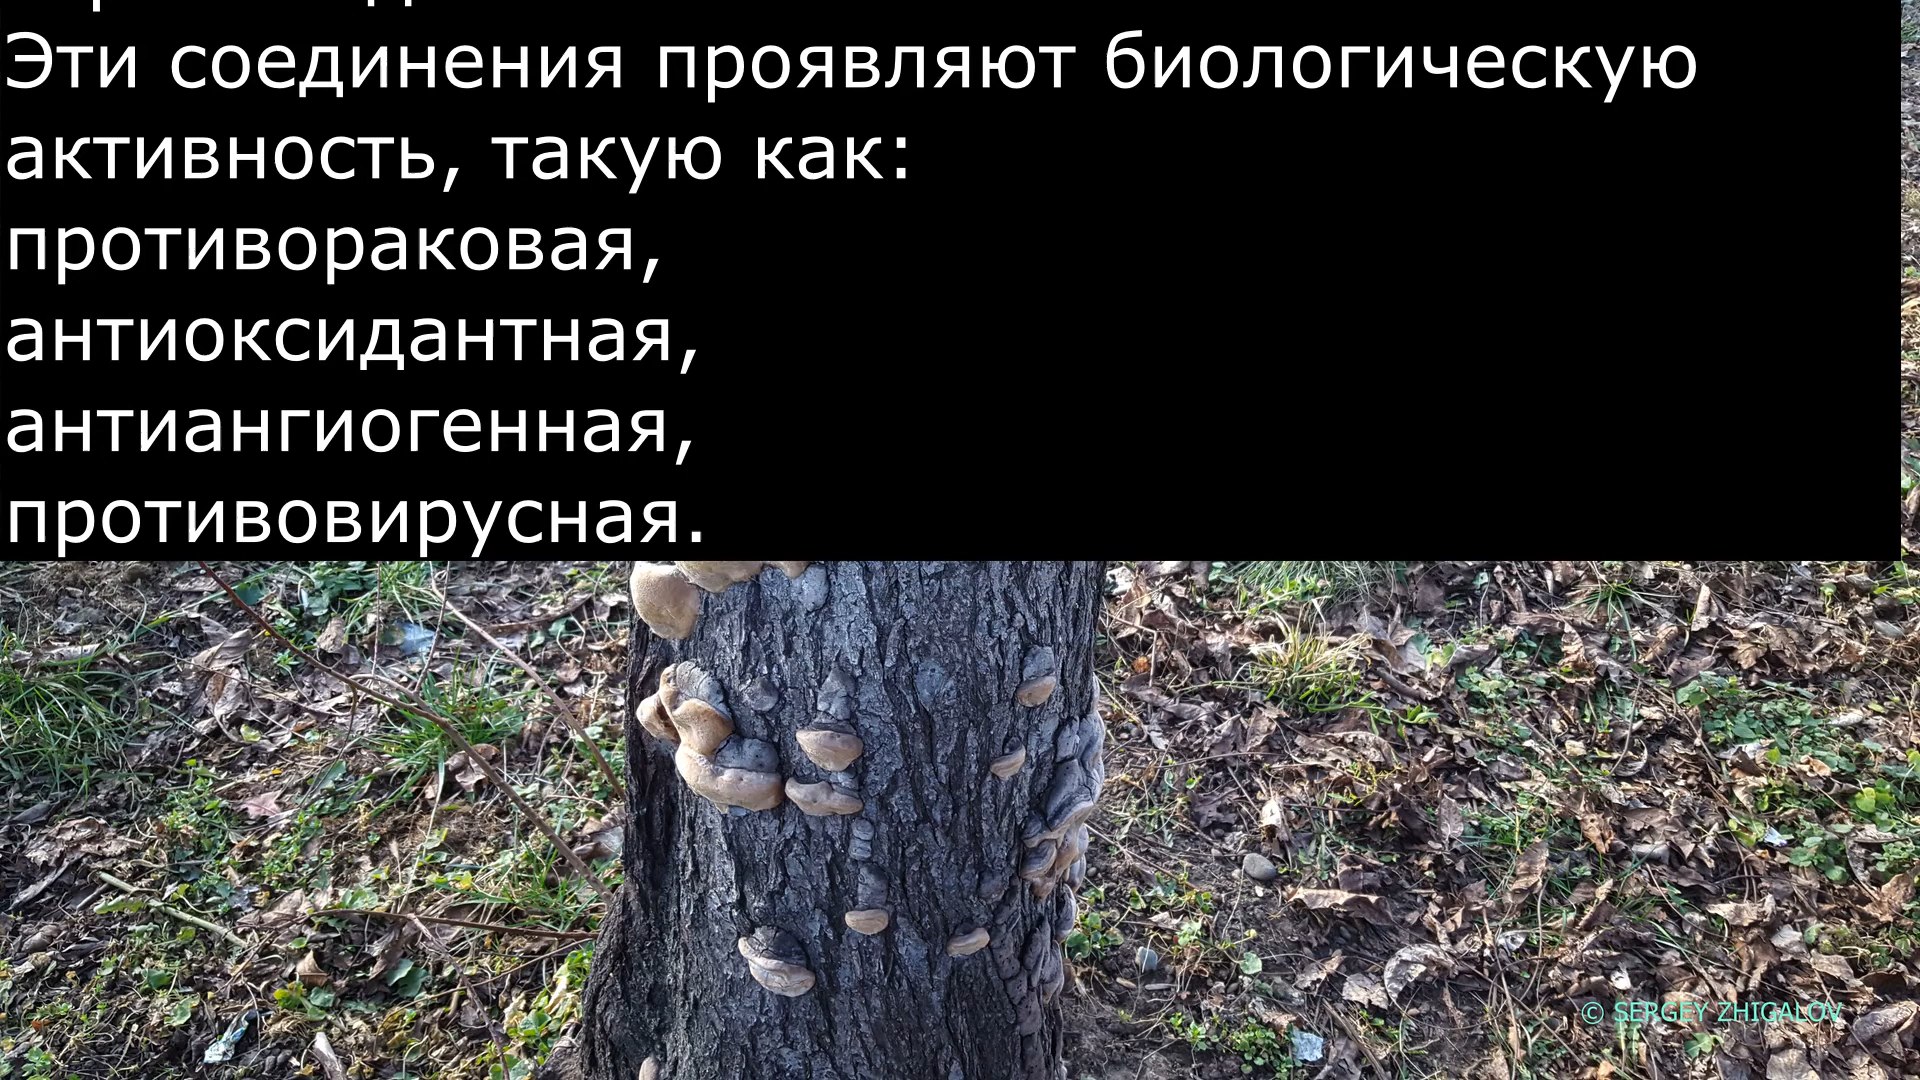 Эти соединения проявляют биологическую
активность, такую как:
противораковая,
антиоксидантная,
антиангиогенная,
противовирусная.
© SERGEY ZHIGALOV